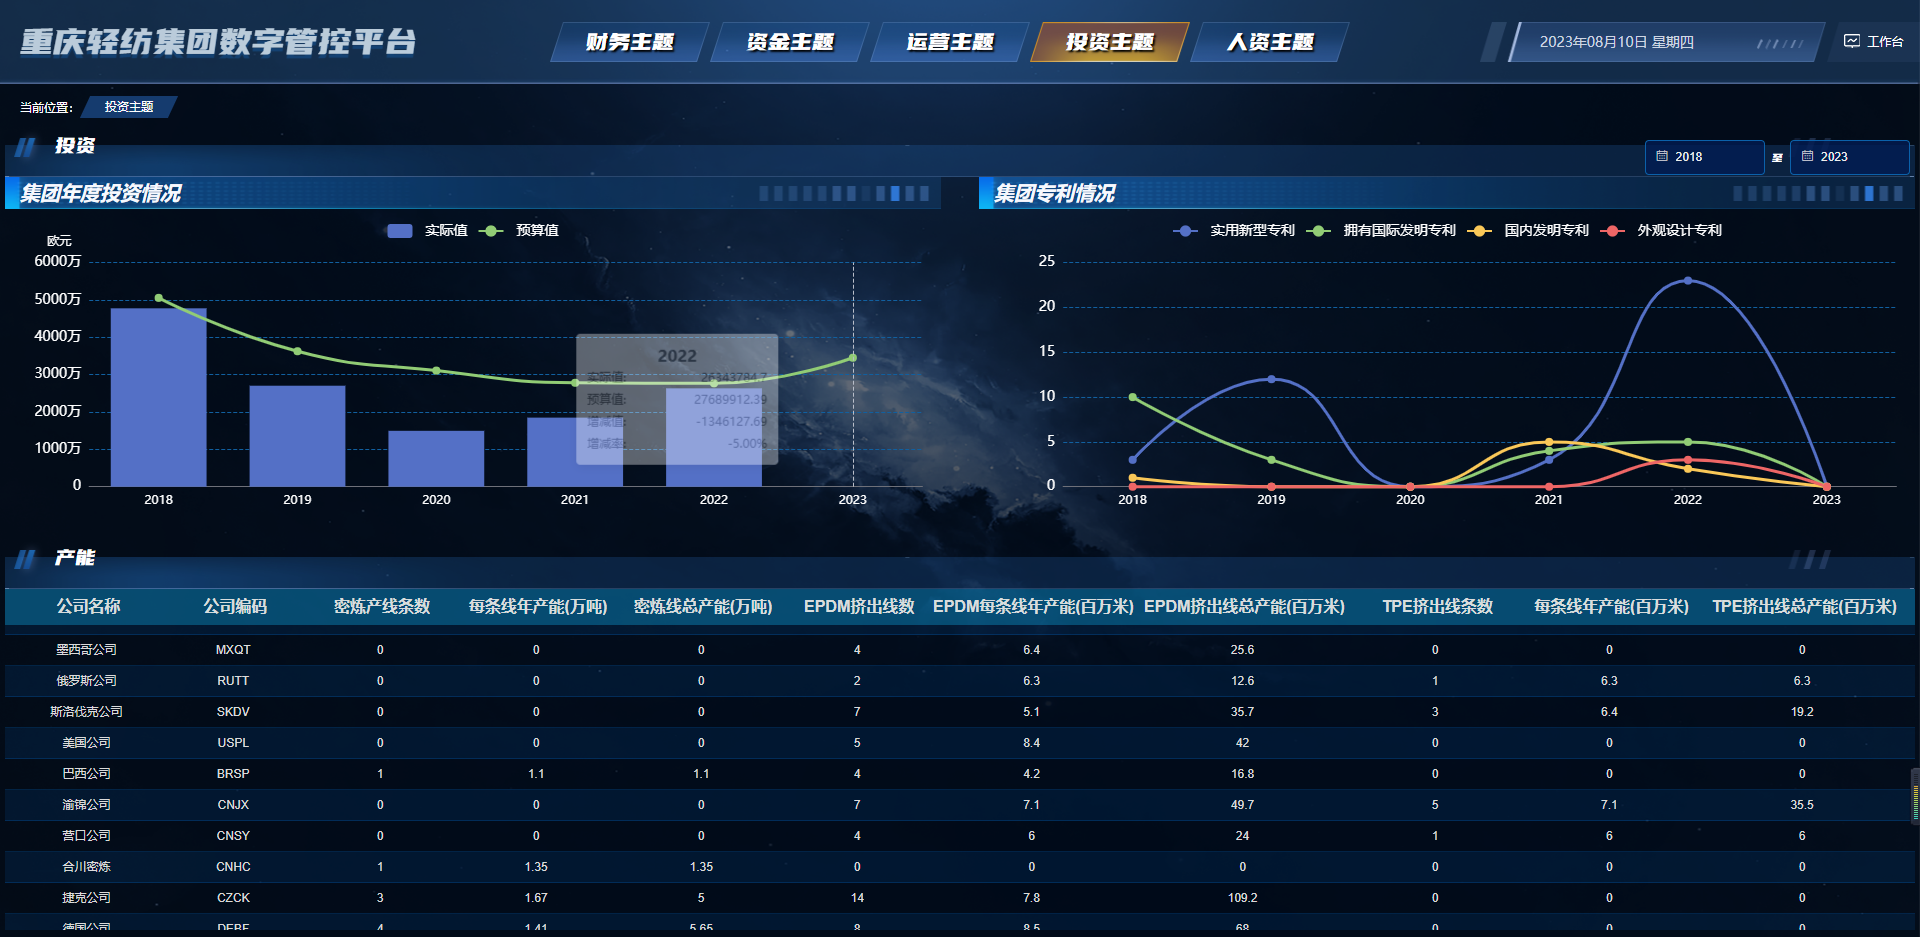 重庆轻纺集团数字管控平台
财务主题
资金主题
运营主题
投资主题
人资主题
2023年08月10日 星期四
工作台
当前位置:
投资主题
投资
2018
至
2023
集团年度投资情况
集团专利情况
欧元
实际值
预算值
6000万
5000万
4000万
3000万
2000万
1000万
0
2018
2019
2020
2021
2022
2023
2022
实际值: 26343784.7
预算值: 27689912.39
增减值: -1346127.69
增减率: -5.00%
实用新型专利
拥有国际发明专利
国内发明专利
外观设计专利
25
20
15
10
5
0
2018
2019
2020
2021
2022
2023
产能
公司名称 公司编码 密炼产线条数 每条线年产能(万吨) 密炼线总产能(万吨) EPDM挤出线数 EPDM每条线年产能(百万米) EPDM挤出线总产能(百万米) TPE挤出线条数 每条线年产能(百万米) TPE挤出线总产能(百万米)
墨西哥公司 MXQT 0 0 0 4 6.4 25.6 0 0 0
俄罗斯公司 RUTT 0 0 0 2 6.3 12.6 1 6.3 6.3
斯洛伐克公司 SKDV 0 0 0 7 5.1 35.7 3 6.4 19.2
美国公司 USPL 0 0 0 5 8.4 42 0 0 0
巴西公司 BRSP 1 1.1 1.1 4 4.2 16.8 0 0 0
渝锦公司 CNJX 0 0 0 7 7.1 49.7 5 7.1 35.5
营口公司 CNSY 0 0 0 4 6 24 1 6 6
合川密炼 CNHC 1 1.35 1.35 0 0 0 0 0 0
捷克公司 CZCK 3 1.67 5 14 7.8 109.2 0 0 0
德国公司 4 1.41 5.65 8 8.5 68 0 0 0